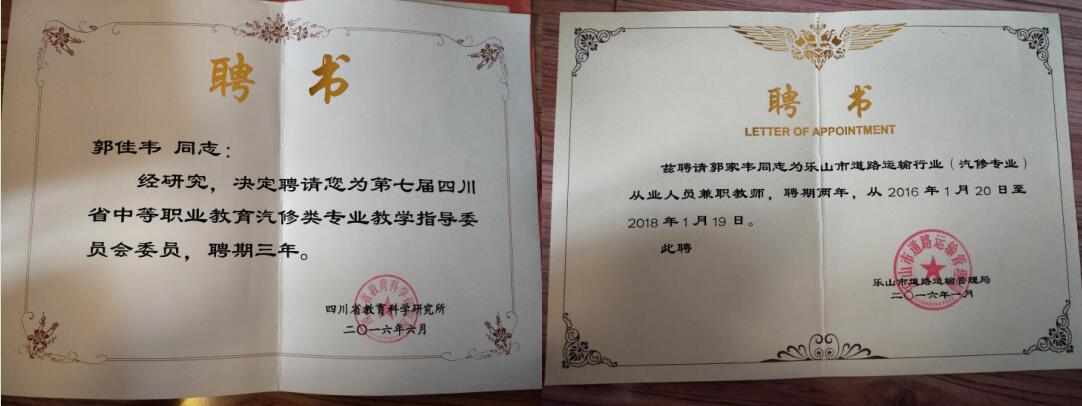 聘 书
郭佳韦 同志：
经研究，决定聘请您为第七届四川
省中等职业教育汽修类专业教学指导委
员会委员，聘期三年。
四川省教育科学研究所
二〇一六年六月
聘 书
LETTER OF APPOINTMENT
兹聘请郭家韦同志为乐山市道路运输行业（汽修专业）
从业人员兼职教师，聘期两年，从 2016 年 1 月 20 日至
2018 年 1 月 19 日。
此聘
乐山市道路运输管理局
二〇一六年一月